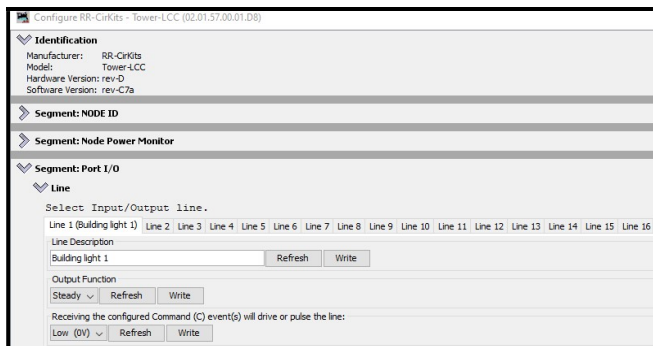 Configure RR-CirKits - Tower-LCC (02.01.57.00.01.D8)
Identification
Manufacturer: RR-CirKits
Model: Tower-LCC
Hardware Version: rev-D
Software Version: rev-C7a
Segment: NODE ID
Segment: Node Power Monitor
Segment: Port I/O
Line
Select Input/Output line.
Line 1 (Building light 1) Line 2 Line 3 Line 4 Line 5 Line 6 Line 7 Line 8 Line 9 Line 10 Line 11 Line 12 Line 13 Line 14 Line 15 Line 16
Line Description
Building light 1 Refresh Write
Output Function
Steady Refresh Write
Receiving the configured Command (C) event(s) will drive or pulse the line:
Low (0V) Refresh Write